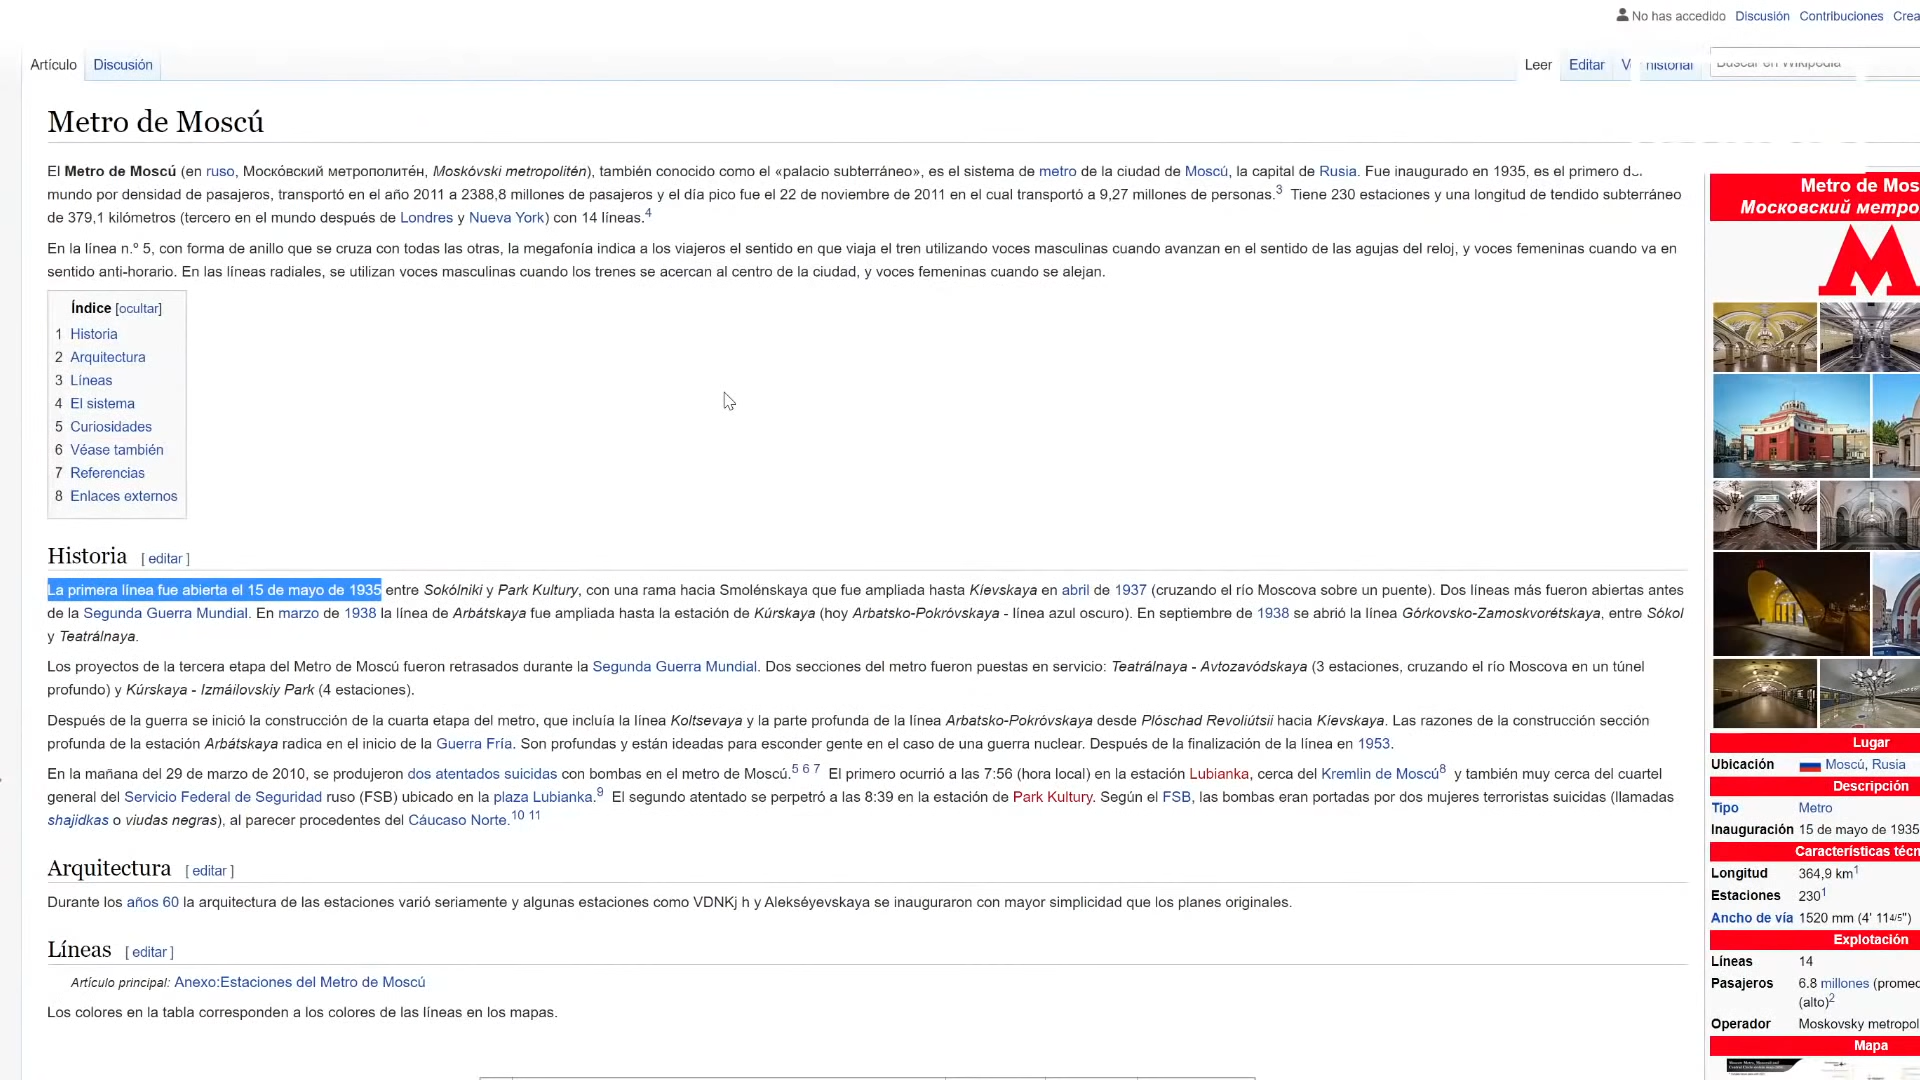 No has accedido Discusión Contribuciones
Artículo Discusión
Leer Editar historial
Buscar en Wikipedia
Metro de Moscú
El Metro de Moscú (en ruso, Моско́вский метрополите́н, Moskóvski metropolitén), también conocido como el «palacio subterráneo», es el sistema de metro de la ciudad de Moscú, la capital de Rusia. Fue inaugurado en 1935, es el primero
mundo por densidad de pasajeros, transportó en el año 2011 a 2388,8 millones de pasajeros y el día pico fue el 22 de noviembre de 2011 en el cual transportó a 9,27 millones de personas.3 Tiene 230 estaciones y una longitud de tendido subterráneo
de 379,1 kilómetros (tercero en el mundo después de Londres y Nueva York) con 14 líneas.4
En la línea n.º 5, con forma de anillo que se cruza con todas las otras, la megafonía indica a los viajeros el sentido en que viaja el tren utilizando voces masculinas cuando avanzan en el sentido de las agujas del reloj, y voces femeninas cuando va en
sentido anti-horario. En las líneas radiales, se utilizan voces masculinas cuando los trenes se acercan al centro de la ciudad, y voces femeninas cuando se alejan.
Índice [ocultar]
1 Historia
2 Arquitectura
3 Líneas
4 El sistema
5 Curiosidades
6 Véase también
7 Referencias
8 Enlaces externos
Historia [ editar ]
La primera línea fue abierta el 15 de mayo de 1935 entre Sokólniki y Park Kultury, con una rama hacia Smolénskaya que fue ampliada hasta Kíevskaya en abril de 1937 (cruzando el río Moscova sobre un puente). Dos líneas más fueron abiertas antes
de la Segunda Guerra Mundial. En marzo de 1938 la línea de Arbátskaya fue ampliada hasta la estación de Kúrskaya (hoy Arbatsko-Pokróvskaya - línea azul oscuro). En septiembre de 1938 se abrió la línea Górkovsko-Zamoskvorétskaya, entre Sókol
y Teatrálnaya.
Los proyectos de la tercera etapa del Metro de Moscú fueron retrasados durante la Segunda Guerra Mundial. Dos secciones del metro fueron puestas en servicio: Teatrálnaya - Avtozavódskaya (3 estaciones, cruzando el río Moscova en un túnel
profundo) y Kúrskaya - Izmáilovskiy Park (4 estaciones).
Después de la guerra se inició la construcción de la cuarta etapa del metro, que incluía la línea Koltsevaya y la parte profunda de la línea Arbatsko-Pokróvskaya desde Plóschad Revoliútsii hacia Kíevskaya. Las razones de la construcción sección
profunda de la estación Arbátskaya radica en el inicio de la Guerra Fría. Son profundas y están ideadas para esconder gente en el caso de una guerra nuclear. Después de la finalización de la línea en 1953.
En la mañana del 29 de marzo de 2010, se produjeron dos atentados suicidas con bombas en el metro de Moscú.5 6 7 El primero ocurrió a las 7:56 (hora local) en la estación Lubianka, cerca del Kremlin de Moscú8 y también muy cerca del cuartel
general del Servicio Federal de Seguridad ruso (FSB) ubicado en la plaza Lubianka.9 El segundo atentado se perpetró a las 8:39 en la estación de Park Kultury. Según el FSB, las bombas eran portadas por dos mujeres terroristas suicidas (llamadas
shajidkas o viudas negras), al parecer procedentes del Cáucaso Norte.10 11
Arquitectura [ editar ]
Durante los años 60 la arquitectura de las estaciones varió seriamente y algunas estaciones como VDNKj h y Alekséyevskaya se inauguraron con mayor simplicidad que los planes originales.
Líneas [ editar ]
Artículo principal: Anexo:Estaciones del Metro de Moscú
Los colores en la tabla corresponden a los colores de las líneas en los mapas.
Metro de Mos
Московский метро
Lugar
Ubicación Moscú, Rusia
Descripción
Tipo Metro
Inauguración 15 de mayo de 1935
Características técn
Longitud 364,9 km1
Estaciones 2301
Ancho de vía 1520 mm (4' 114/5")
Explotación
Líneas 14
Pasajeros 6.8 millones (promed
(alto)2
Operador Moskovsky metropol
Mapa